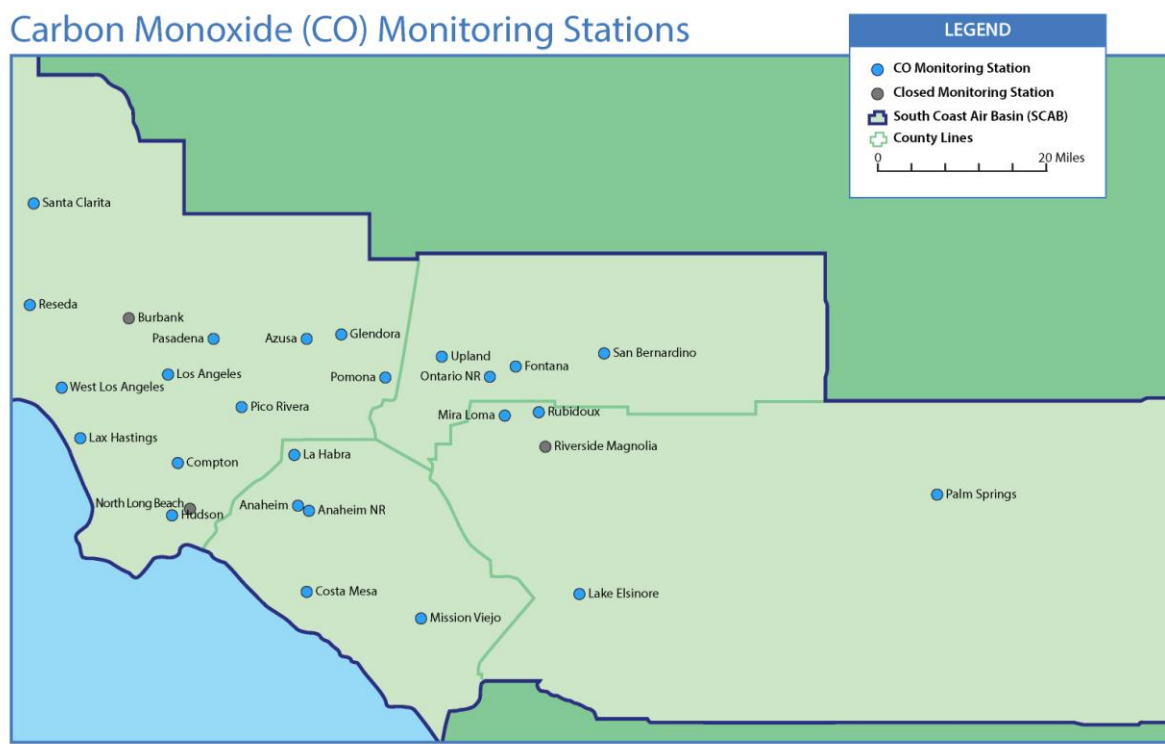 Carbon Monoxide (CO) Monitoring Stations
LEGEND
CO Monitoring Station
Closed Monitoring Station
South Coast Air Basin (SCAB)
County Lines
0 20 Miles
Santa Clarita
Reseda
Burbank
Pasadena
Azusa
Glendora
Los Angeles
West Los Angeles
Pomona
Pico Rivera
Upland
Ontario NR
Fontana
San Bernardino
Mira Loma
Rubidoux
Riverside Magnolia
Lax Hastings
Compton
La Habra
North Long Beach
Hudson
Anaheim
Anaheim NR
Palm Springs
Costa Mesa
Mission Viejo
Lake Elsinore